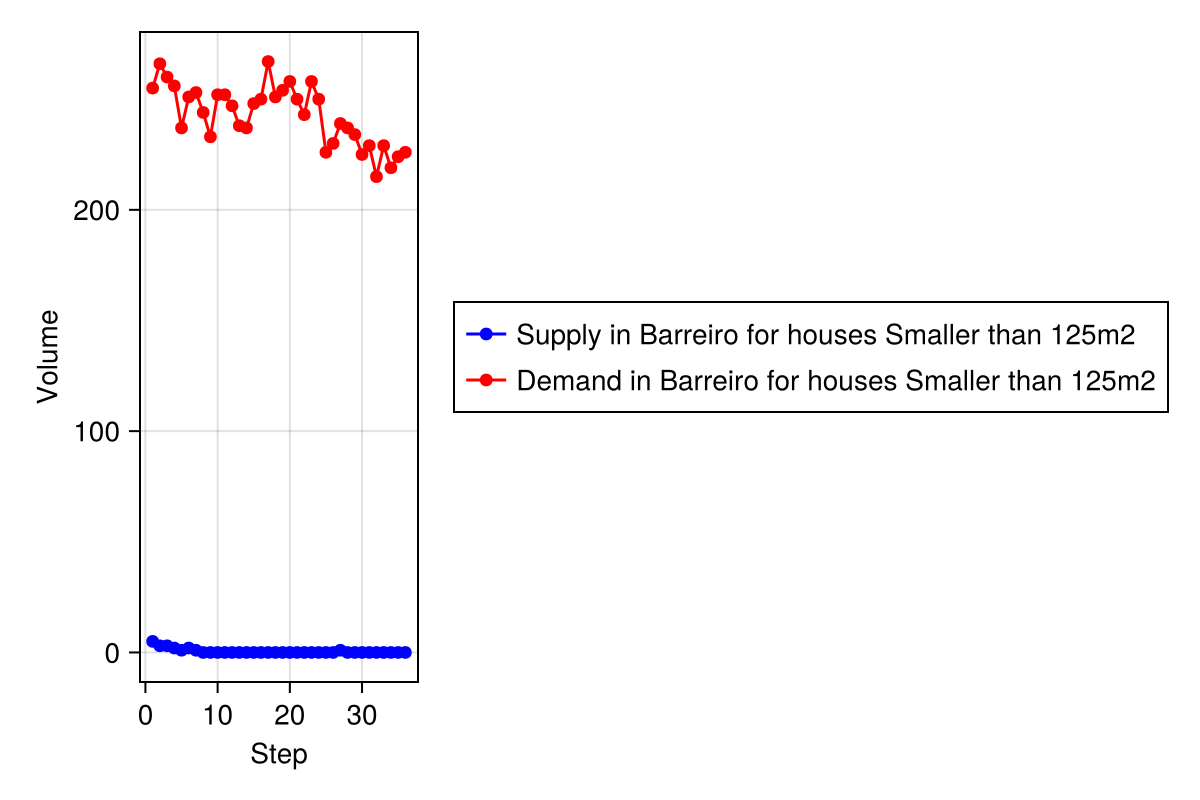 200
100
0
Volume
0 10 20 30
Step
Supply in Barreiro for houses Smaller than 125m2
Demand in Barreiro for houses Smaller than 125m2